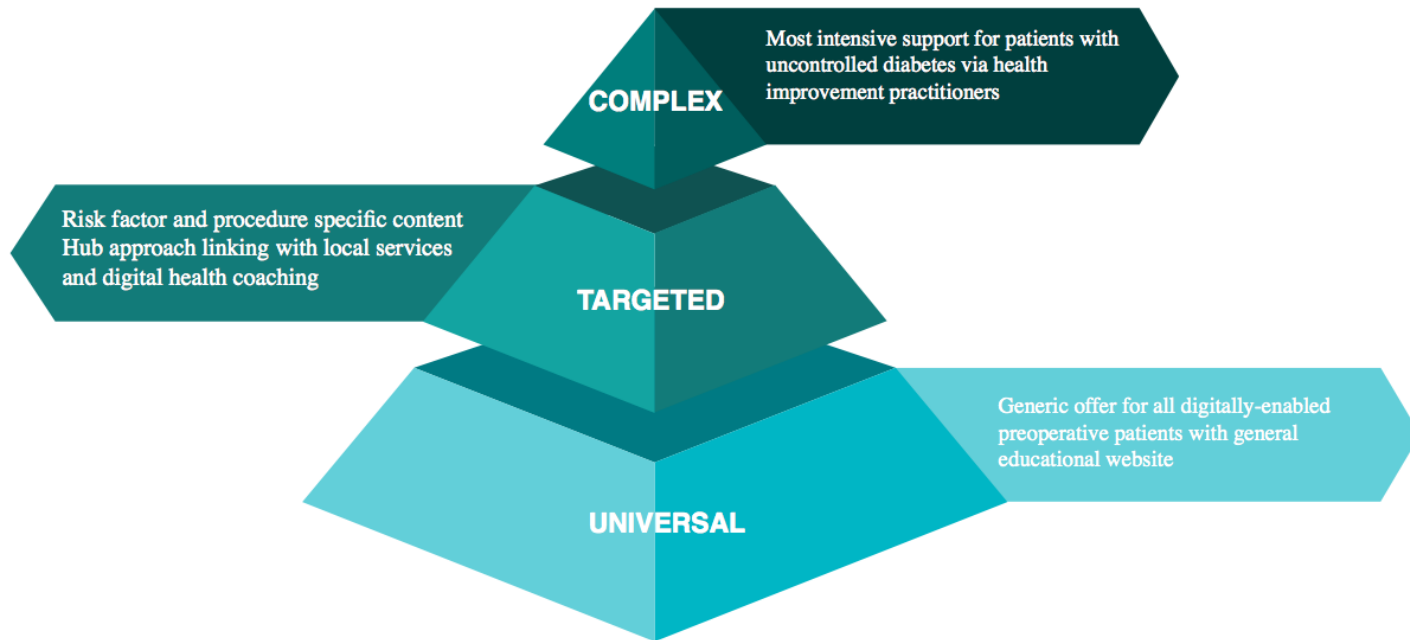 Most intensive support for patients with
uncontrolled diabetes via health
improvement practitioners
COMPLEX
Risk factor and procedure specific content
Hub approach linking with local services
and digital health coaching
TARGETED
Generic offer for all digitally-enabled
preoperative patients with general
educational website
UNIVERSAL